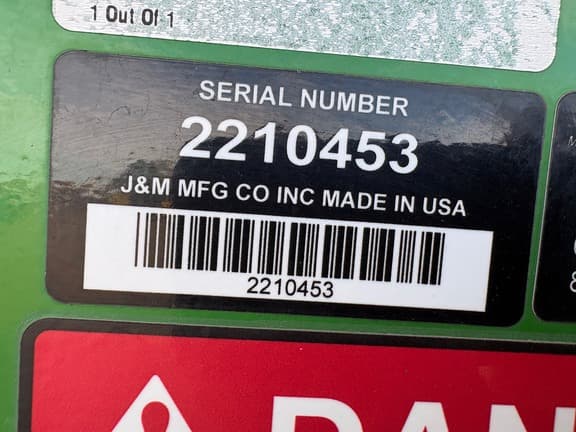 1 Out Of 1
SERIAL NUMBER
2210453
J&M MFG CO INC MADE IN USA
2210453